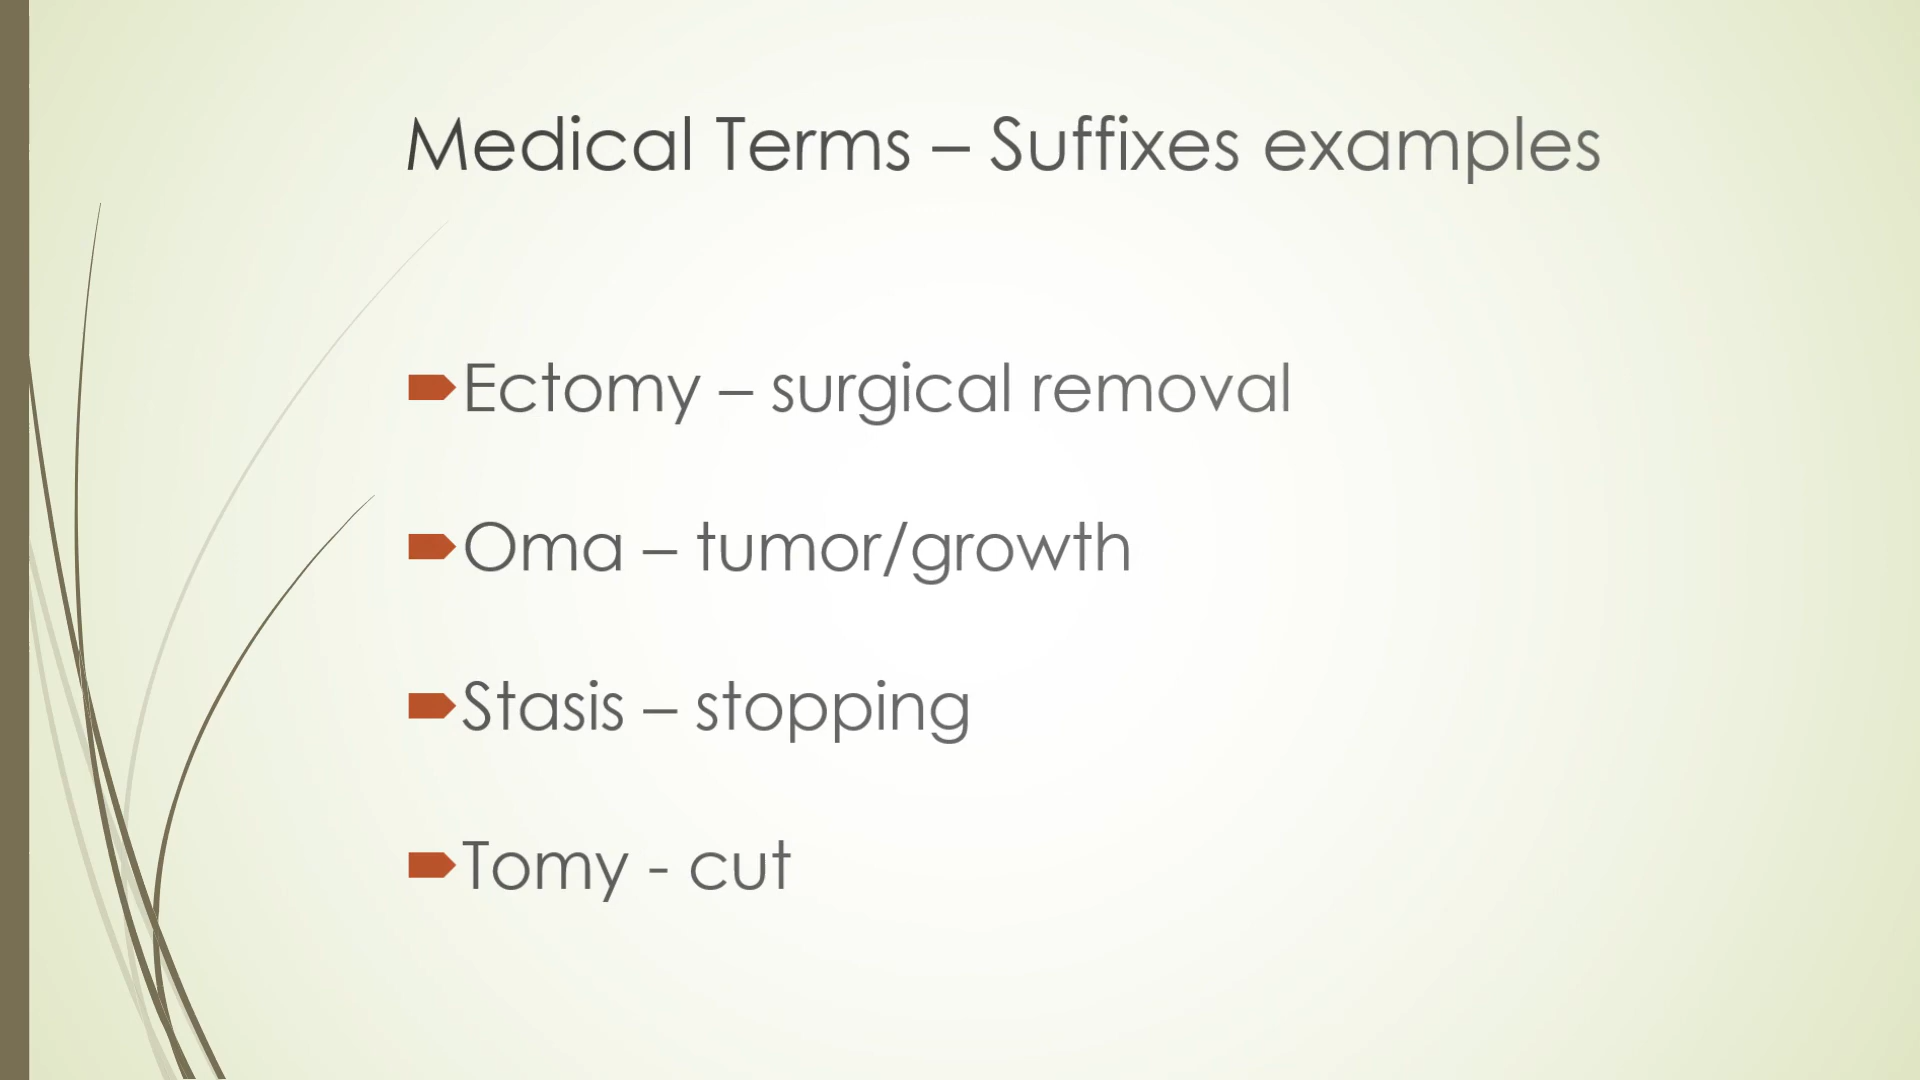 Medical Terms – Suffixes examples
Ectomy – surgical removal
Oma – tumor/growth
Stasis – stopping
Tomy - cut